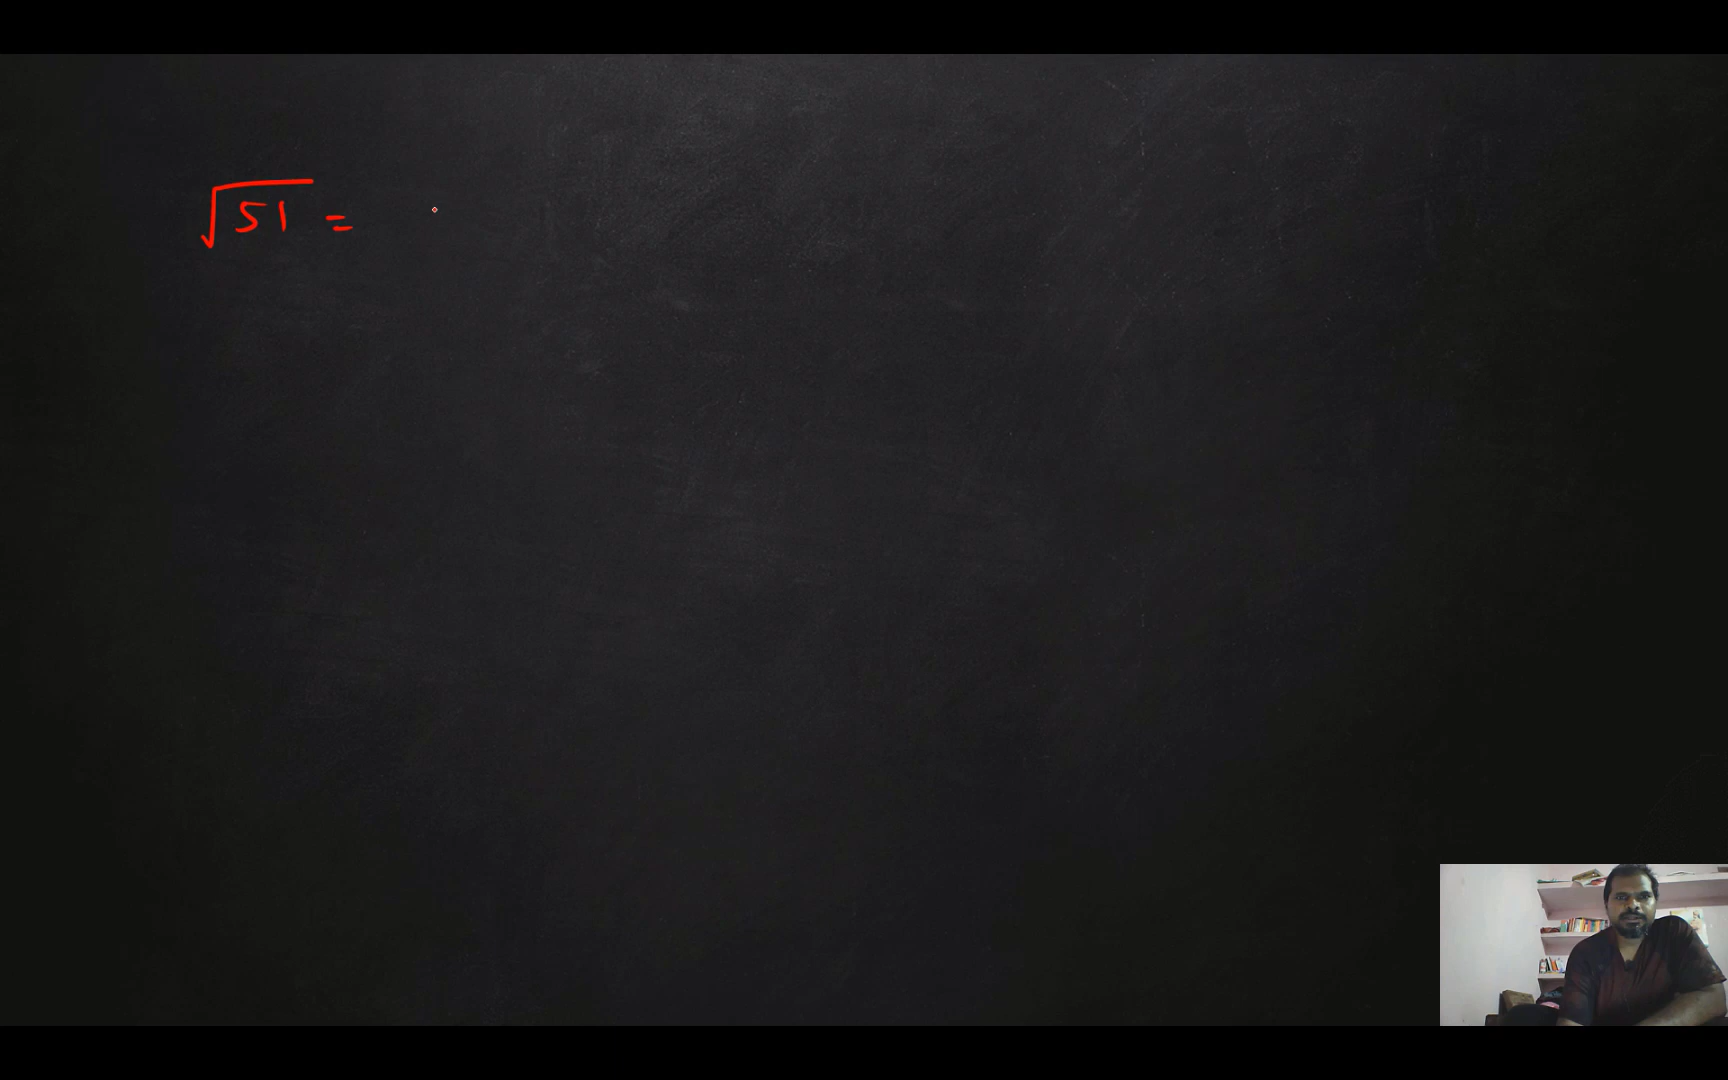 √51 =